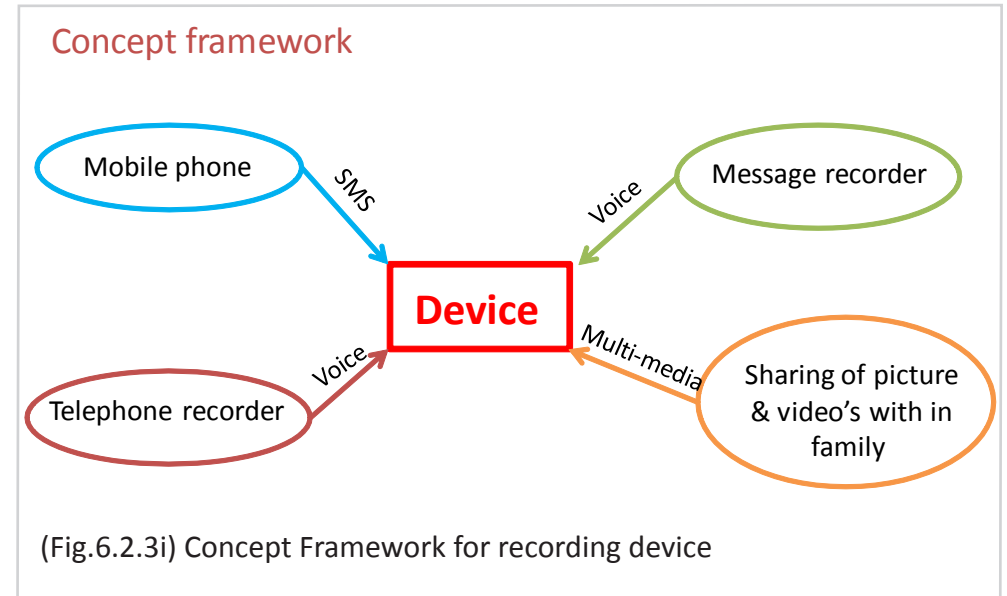 Concept framework
Mobile phone
SMS
Voice
Message recorder
Device
Voice
Telephone recorder
Multi-media
Sharing of picture
& video's with in
family
(Fig.6.2.3i) Concept Framework for recording device